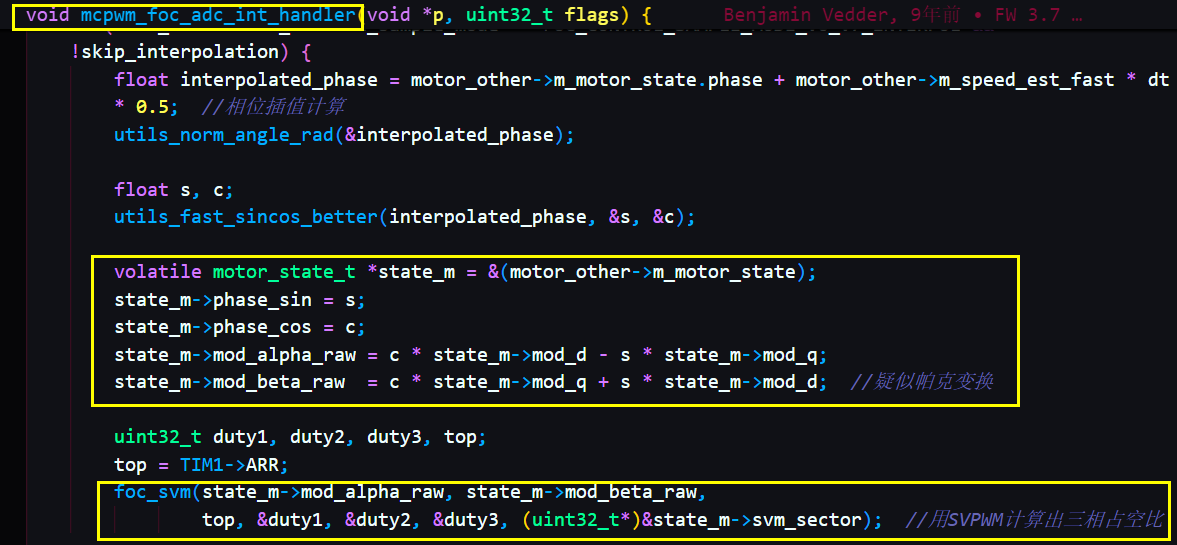 void mcpwm_foc_adc_int_handler(void *p, uint32_t flags) {    Benjamin Vedder, 9年前 • FW 3.7 …
!skip_interpolation) {
float interpolated_phase = motor_other->m_motor_state.phase + motor_other->m_speed_est_fast * dt
* 0.5;  //相位插值计算
utils_norm_angle_rad(&interpolated_phase);
float s, c;
utils_fast_sincos_better(interpolated_phase, &s, &c);
volatile motor_state_t *state_m = &(motor_other->m_motor_state);
state_m->phase_sin = s;
state_m->phase_cos = c;
state_m->mod_alpha_raw = c * state_m->mod_d - s * state_m->mod_q;
state_m->mod_beta_raw  = c * state_m->mod_q + s * state_m->mod_d;  //疑似帕克变换
uint32_t duty1, duty2, duty3, top;
top = TIM1->ARR;
foc_svm(state_m->mod_alpha_raw, state_m->mod_beta_raw,
top, &duty1, &duty2, &duty3, (uint32_t*)&state_m->svm_sector);  //用SVPWM计算出三相占空比